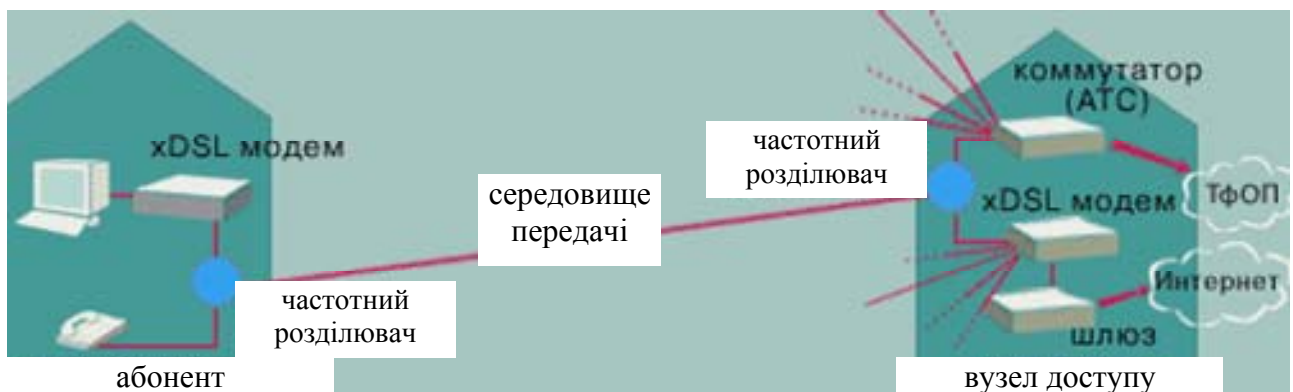 xDSL модем
частотний
розділювач
абонент
середовище
передачі
частотний
розділювач
коммутатор
(АТС)
ТфОП
xDSL модем
Интернет
шлюз
вузел доступу